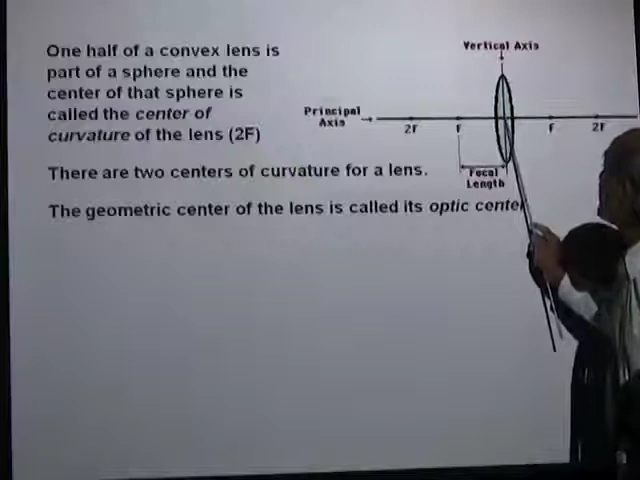 One half of a convex lens is
part of a sphere and the
center of that sphere is
called the center of
curvature of the lens (2F)
There are two centers of curvature for a lens.
The geometric center of the lens is called its optic center
Vertical Axis
Principal
Axis
2F F F 2F
Focal
Length